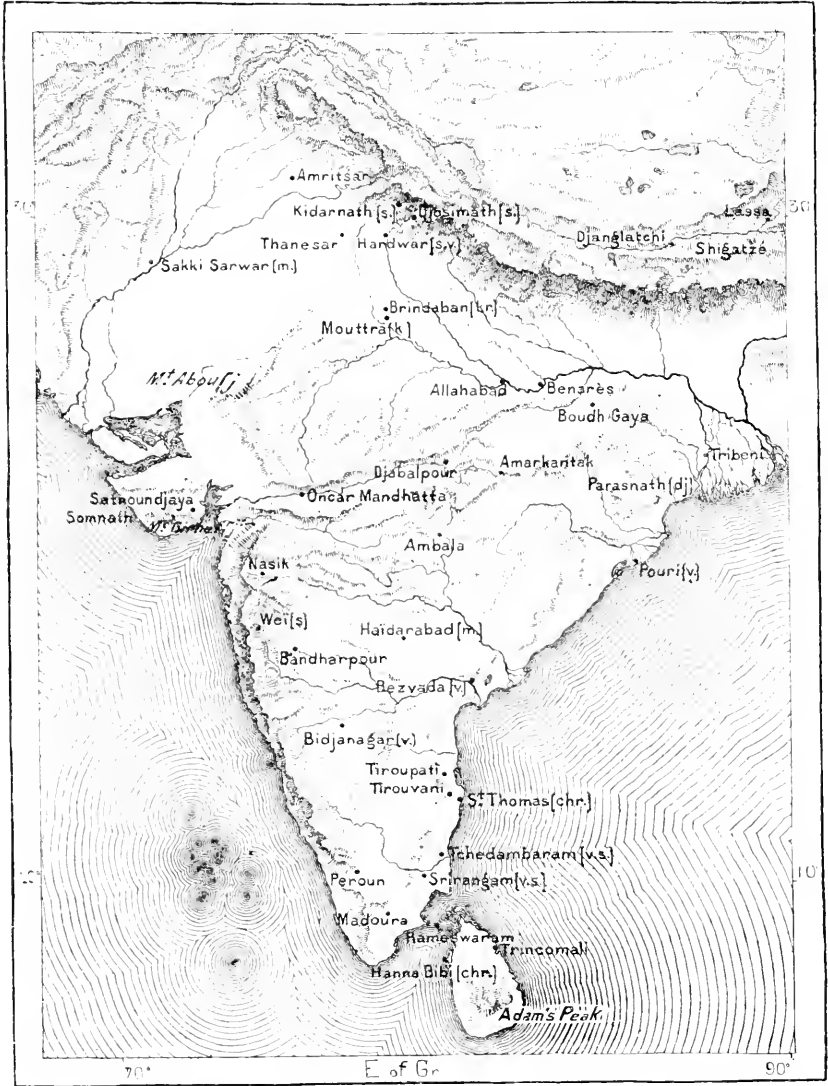 Amritsar
Kidarnath (s.)
Djosimath (s.)
30
Lassa
Thanesar
Hardwar (s.v.)
Djanglatchi
Shigatzé
Sakki Sarwar (m.)
Brindaban
Mouttra (k)
Mt Abou (j
Allahabad
Benarès
Boudh Gaya
Tribeni
Djabalpour
Amarkantak
Parasnath (dj)
Satroundjaya
Oncar Mandhatta
Somnath
Ambala
Nasik
Pouri (v.)
Weï (s)
Haïdarabad (m.)
Bandharpour
Bezvada (v.)
Bidjanagar (v.)
Tiroupati
Tirouvani
St Thomas (chr.)
Tchedambaram (v.s.)
10
Peroun
Srirangam (v.s.)
Madoura
Rameswaram
Trincomali
Hanna Bibi (chr.)
Adam's Peak
70° E of Gr. 90°